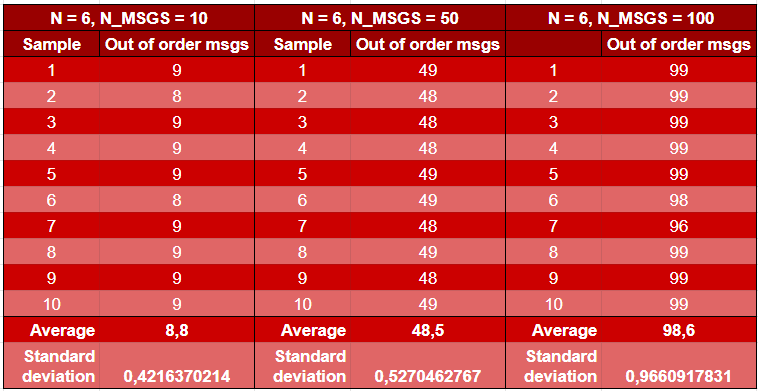 N = 6, N_MSGS = 10 N = 6, N_MSGS = 50 N = 6, N_MSGS = 100
Sample Out of order msgs Sample Out of order msgs Out of order msgs
1 9 1 49 1 99
2 8 2 48 2 99
3 9 3 48 3 99
4 9 4 48 4 99
5 9 5 49 5 99
6 8 6 49 6 98
7 9 7 48 7 96
8 9 8 49 8 99
9 9 9 48 9 99
10 9 10 49 10 99
Average 8,8 Average 48,5 Average 98,6
Standard deviation 0,4216370214 Standard deviation 0,5270462767 Standard deviation 0,9660917831